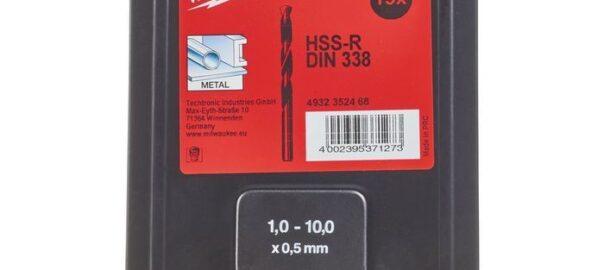 HSS-R
DIN 338
METAL
Techtronic Industries GmbH
Max-Eyth-Straße 10
71364 Winnenden
Germany
www.milwaukee.eu
4932 3524 68
4 002395 371273
Made in PRC
1,0 - 10,0
x 0,5 mm